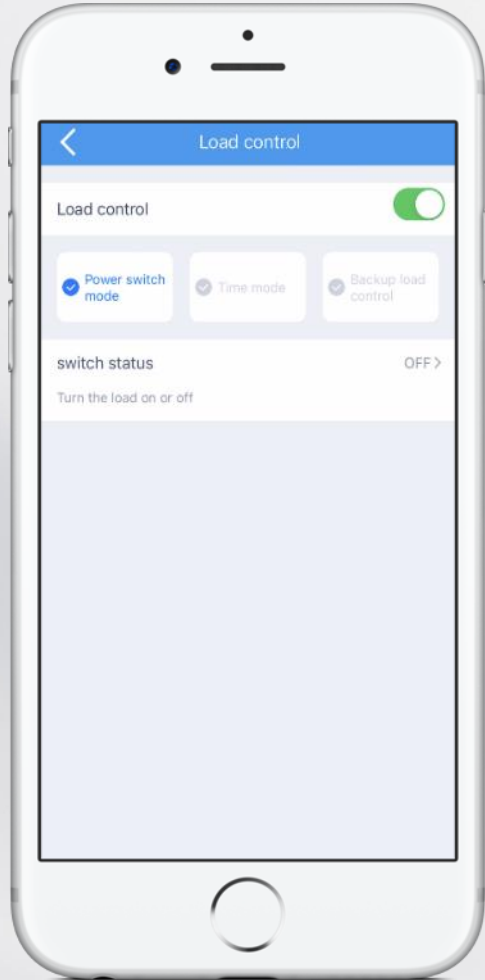 Load control
Load control
Power switch
mode
Time mode
Backup load
control
switch status
OFF
Turn the load on or off